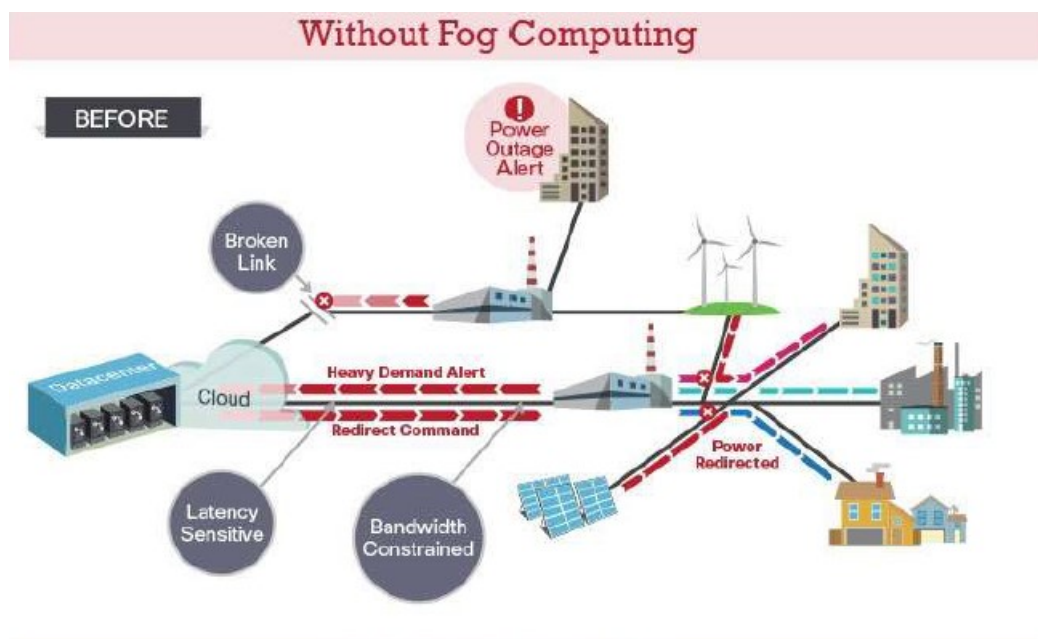 Without Fog Computing
BEFORE
!
Power
Outage
Alert
Broken
Link
Datacenter
Cloud
Heavy Demand Alert
Redirect Command
Power
Redirected
Latency
Sensitive
Bandwidth
Constrained